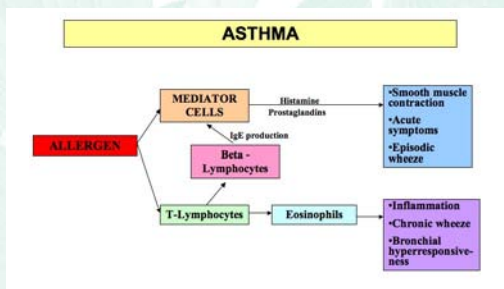 ASTHMA
MEDIATOR
CELLS
Histamine
Prostaglandins
•Smooth muscle
contraction
•Acute
symptoms
•Episodic
wheeze
ALLERGEN
IgE production
Beta -
Lymphocytes
T-Lymphocytes
Eosinophils
•Inflammation
•Chronic wheeze
•Bronchial
hyperresponsive-
ness